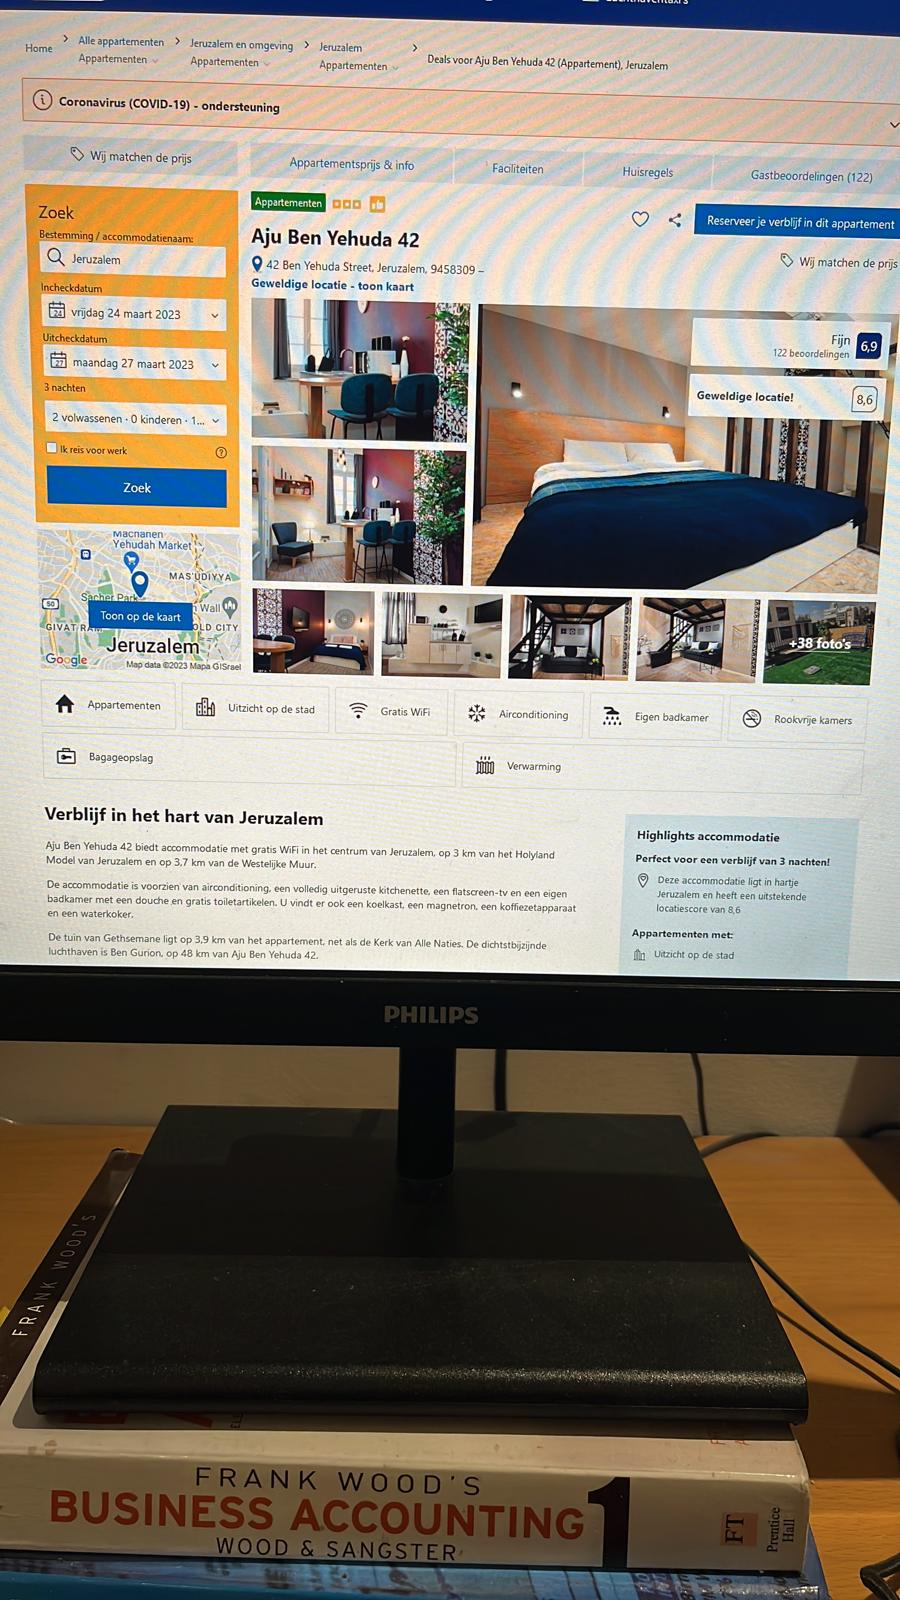 Home
Alle appartementen
Appartementen
Jeruzalem en omgeving
Appartementen
Jeruzalem
Appartementen
Deals voor Aju Ben Yehuda 42 (Appartement), Jeruzalem
Coronavirus (COVID-19) - ondersteuning
Wij matchen de prijs
Appartementsprijs & info
Faciliteiten
Huisregels
Gastbeoordelingen (122)
Zoek
Bestemming / accommodatienaam:
Jeruzalem
Incheckdatum
24
vrijdag 24 maart 2023
Uitcheckdatum
27
maandag 27 maart 2023
3 nachten
2 volwassenen · 0 kinderen · 1...
Ik reis voor werk
Zoek
Machanen
Yehudah Market
MAS'UDIYYA
Sacher Park
50
Wall
Toon op de kaart
OLD CITY
Jeruzalem
Google
Map data ©2023 Mapa GISrael
Appartementen
Aju Ben Yehuda 42
Reserveer je verblijf in dit appartement
42 Ben Yehuda Street, Jeruzalem, 9458309 –
Geweldige locatie - toon kaart
Wij matchen de prijs
Fijn
122 beoordelingen
6,9
Geweldige locatie!
8,6
+38 foto's
Appartementen
Uitzicht op de stad
Gratis WiFi
Airconditioning
Eigen badkamer
Rookvrije kamers
Bagageopslag
Verwarming
Verblijf in het hart van Jeruzalem
Aju Ben Yehuda 42 biedt accommodatie met gratis WiFi in het centrum van Jeruzalem, op 3 km van het Holyland
Model van Jeruzalem en op 3,7 km van de Westelijke Muur.
De accommodatie is voorzien van airconditioning, een volledig uitgeruste kitchenette, een flatscreen-tv en een eigen
badkamer met een douche en gratis toiletartikelen. U vindt er ook een koelkast, een magnetron, een koffiezetapparaat
en een waterkoker.
De tuin van Gethsemane ligt op 3,9 km van het appartement, net als de Kerk van Alle Naties. De dichtstbijzijnde
luchthaven is Ben Gurion, op 48 km van Aju Ben Yehuda 42.
Highlights accommodatie
Perfect voor een verblijf van 3 nachten!
Deze accommodatie ligt in hartje
Jeruzalem en heeft een uitstekende
locatiescore van 8,6
Appartementen met:
Uitzicht op de stad
PHILIPS
FRANK WOOD'S
FRANK WOOD'S
BUSINESS ACCOUNTING 1
WOOD & SANGSTER
FT
Prentice
Hall